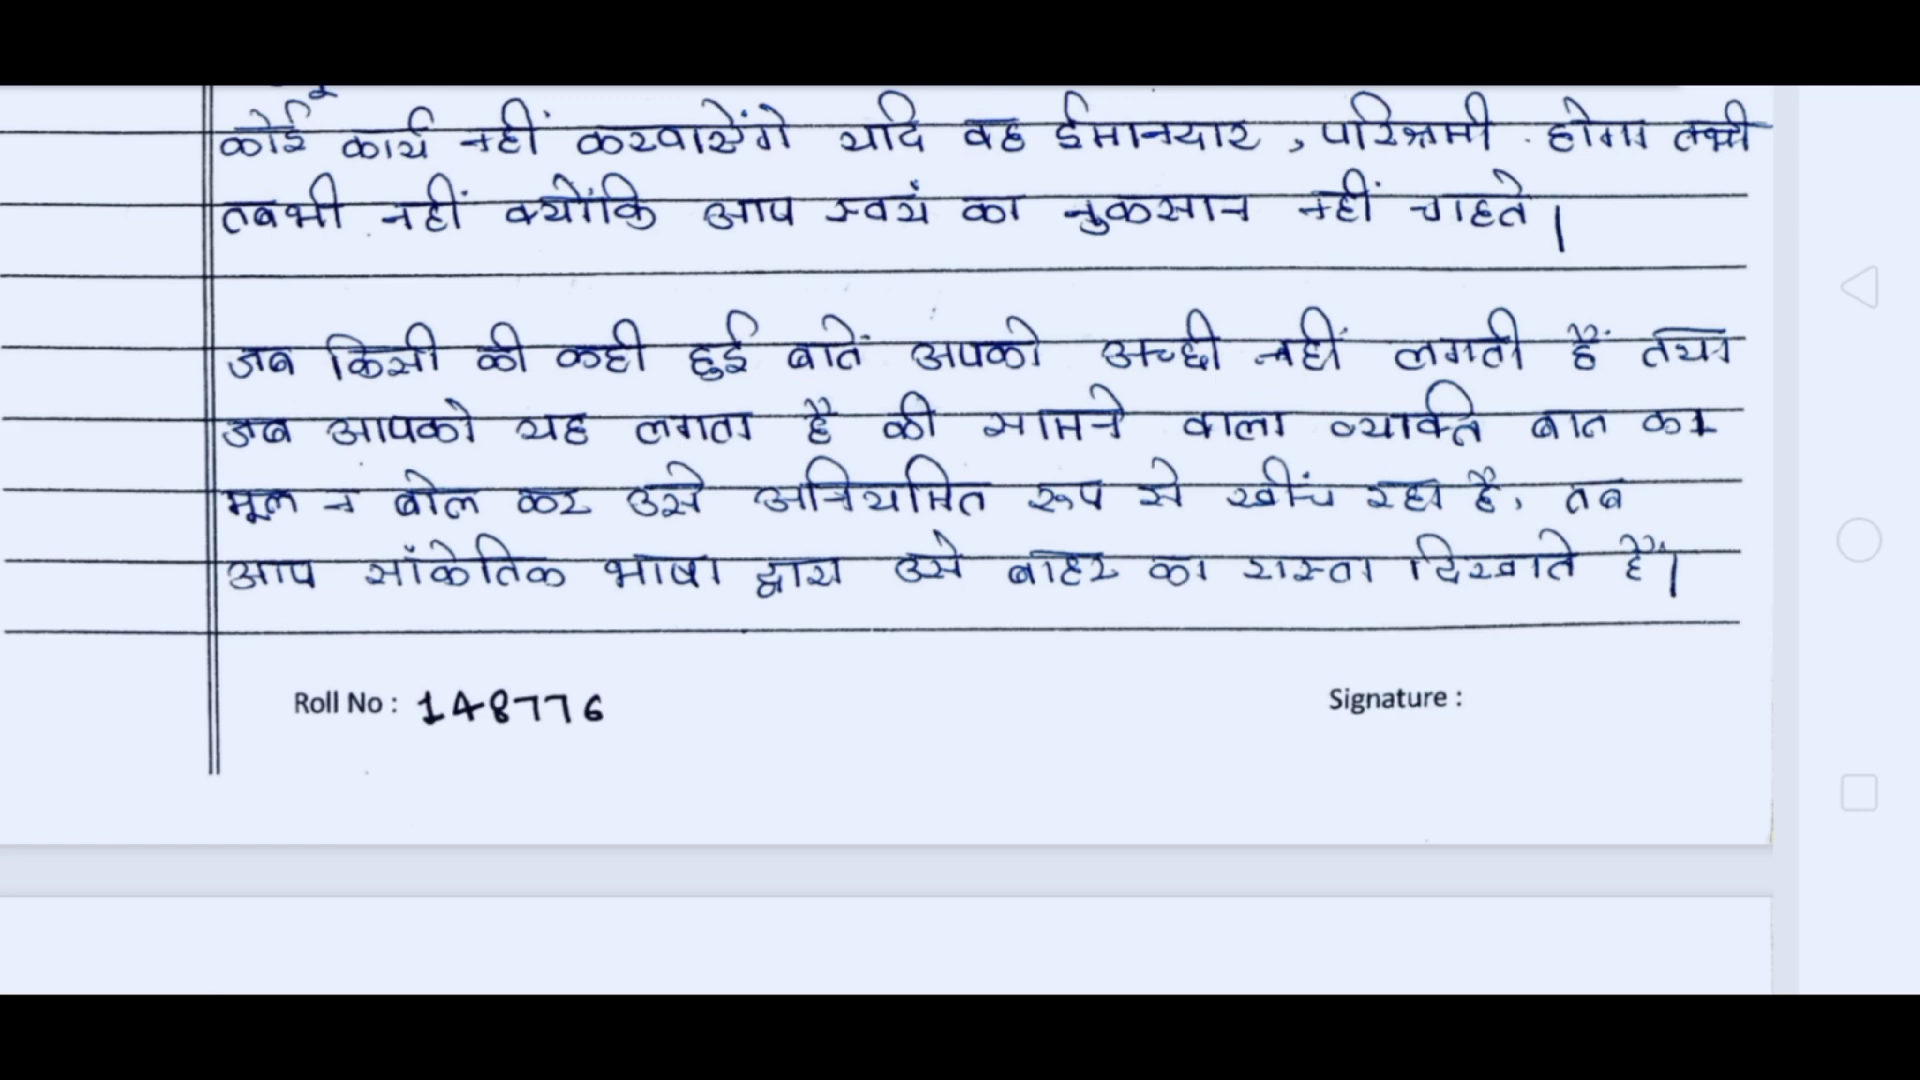 कोई कार्य नहीं करवाऐंगे यदि वह ईमानदार , परिश्रमी होगा
तबभी नहीं क्योंकि आप स्वयं का नुकसान नहीं चाहते।
जब किसी की कही हुई बातें आपको अच्छी नहीं लगती हैं तथा
जब आपको यह लगता है की सामने वाला व्यक्ति बात का
मूल न बोल कर उसे अनियमित रूप से खींच रहा है, तब
आप सांकेतिक भाषा द्वारा उसे बाहर का रास्ता दिखाते हैं।
Roll No : 148776
Signature :